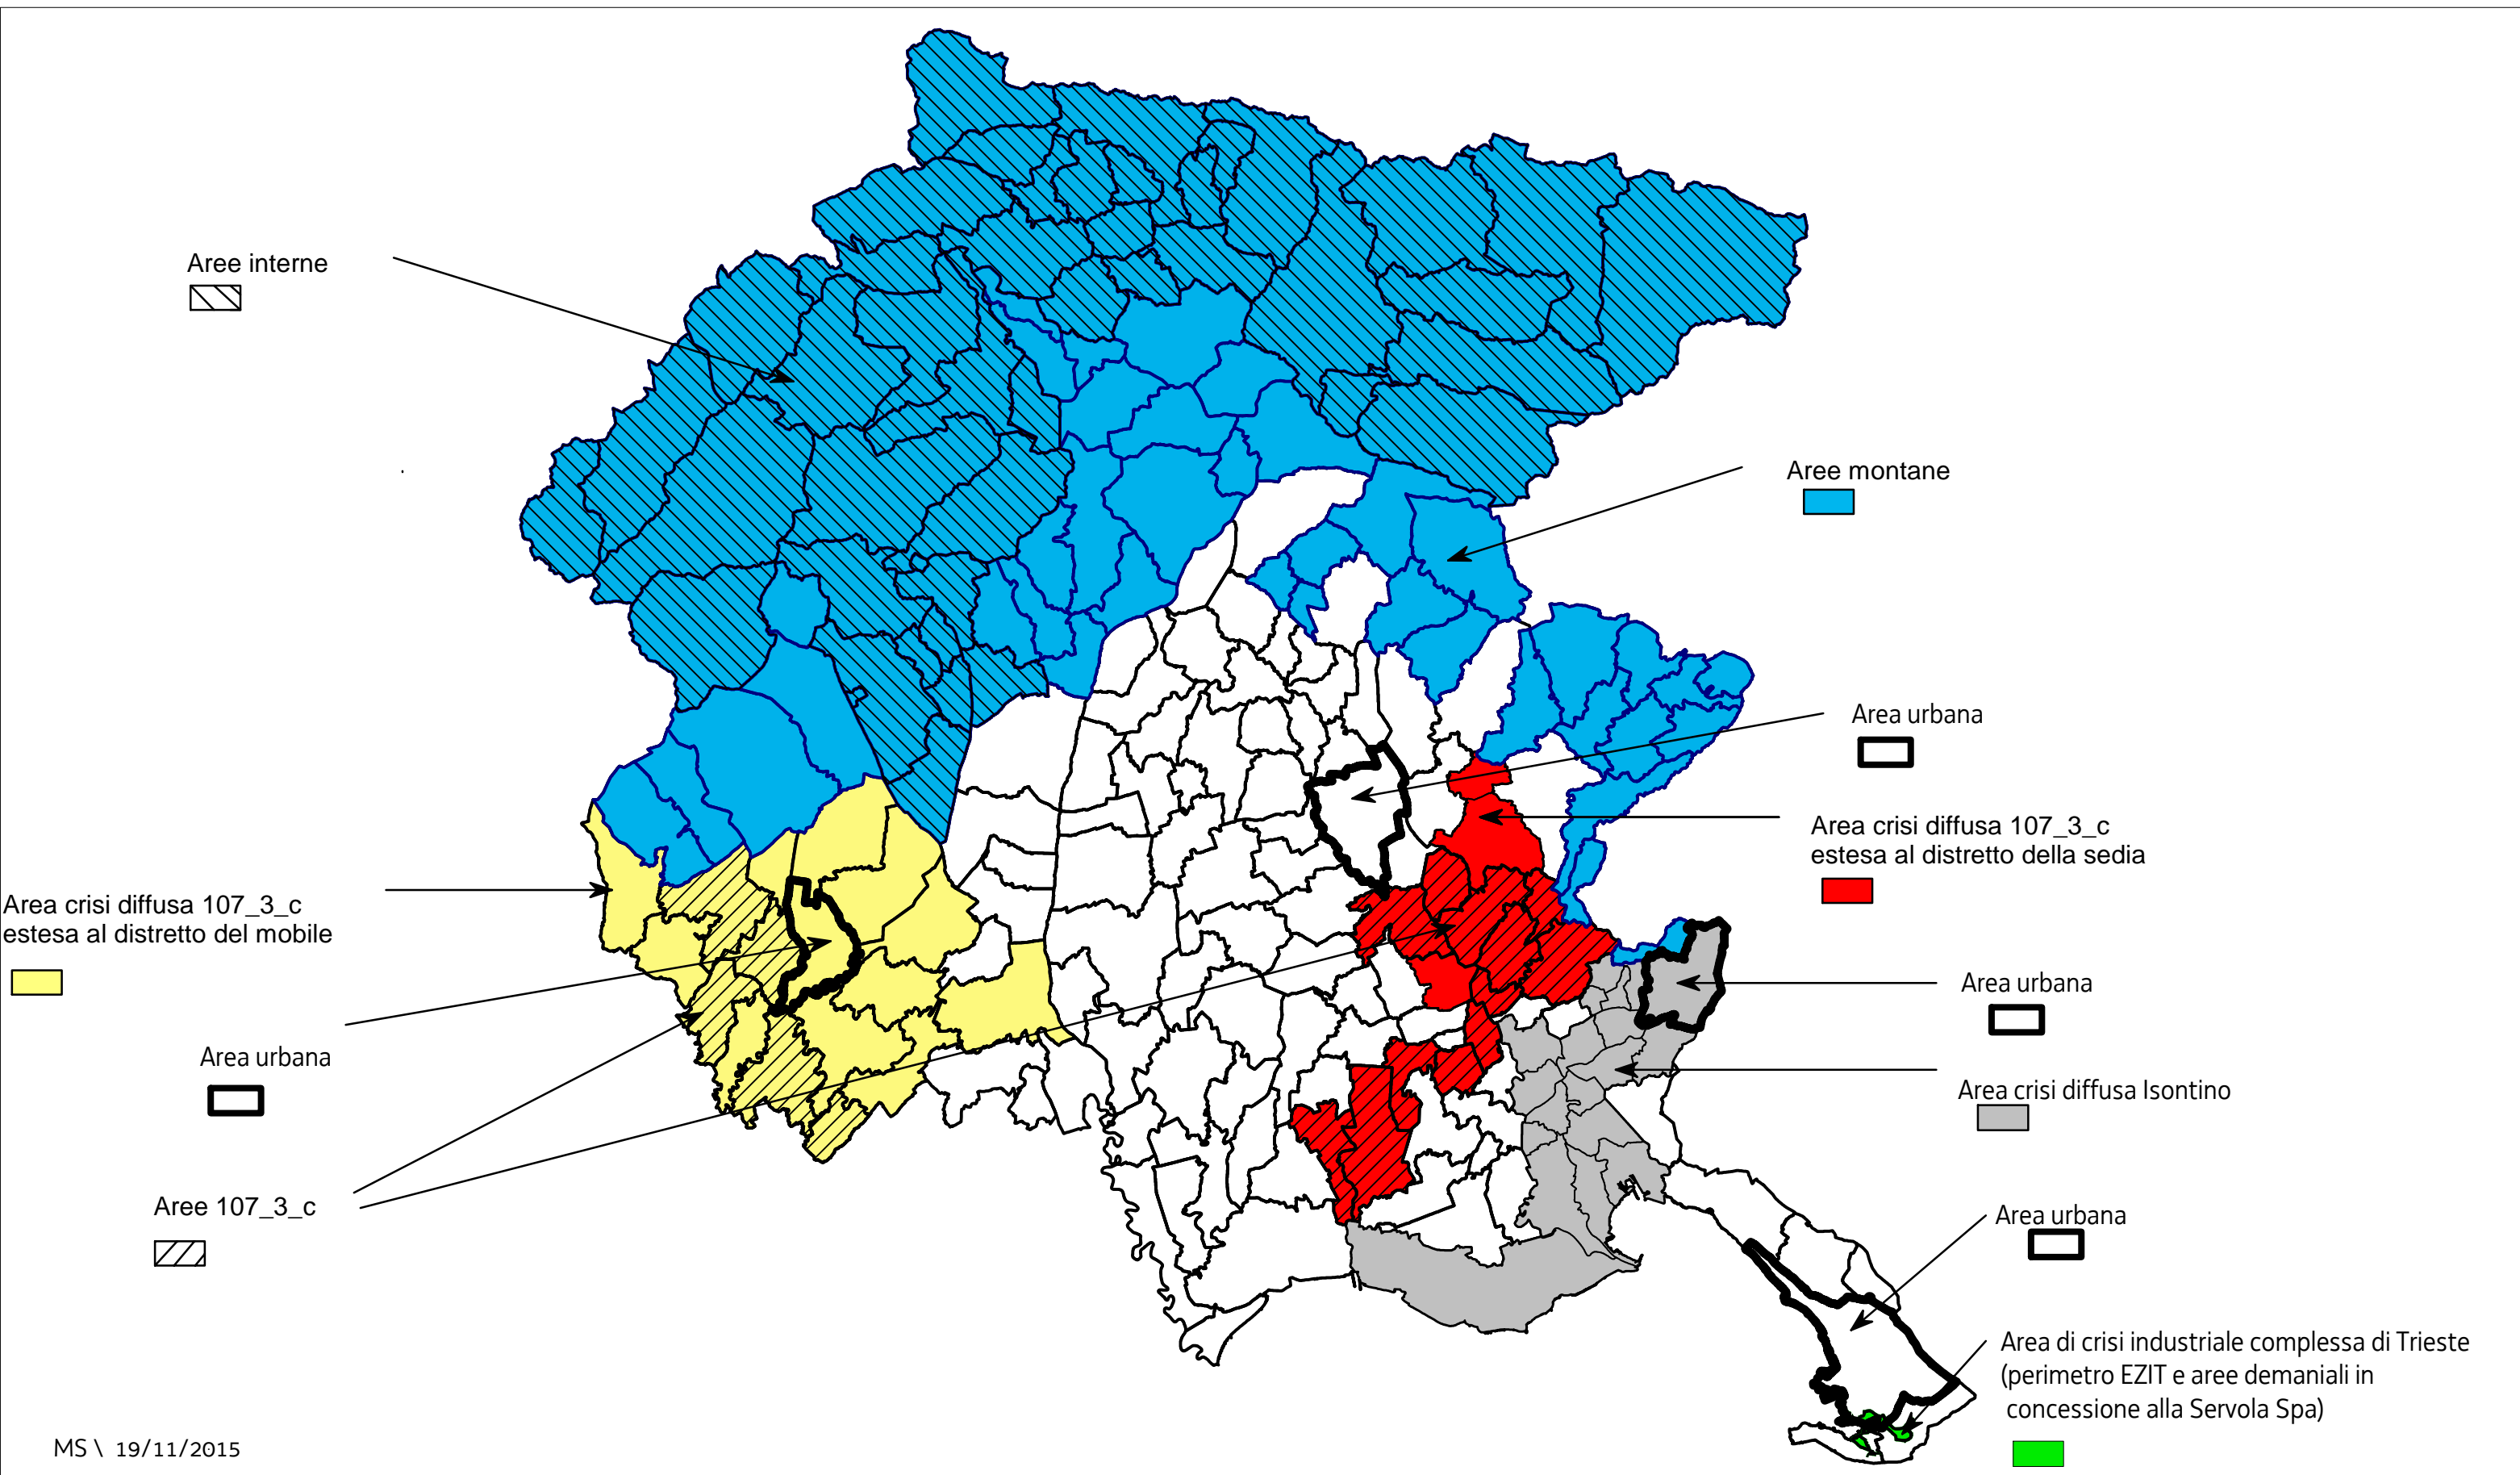 Aree interne
Aree montane
Area urbana
Area crisi diffusa 107_3_c
estesa al distretto della sedia
Area crisi diffusa 107_3_c
estesa al distretto del mobile
Area urbana
Area urbana
Area crisi diffusa Isontino
Aree 107_3_c
Area urbana
Area di crisi industriale complessa di Trieste
(perimetro EZIT e aree demaniali in
concessione alla Servola Spa)
MS \ 19/11/2015